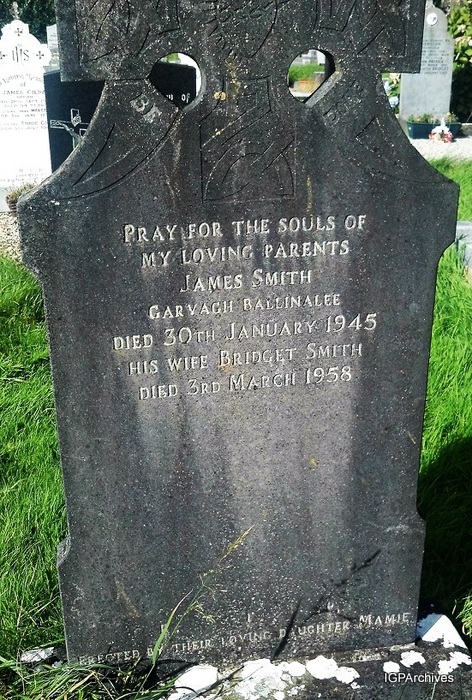 PRAY FOR THE SOULS OF
MY LOVING PARENTS
JAMES SMITH
GARVAGH BALLINALEE
DIED 30TH JANUARY 1945
HIS WIFE BRIDGET SMITH
DIED 3RD MARCH 1958
ERECTED BY THEIR LOVING DAUGHTER MAMIE
IHS
IGPArchives